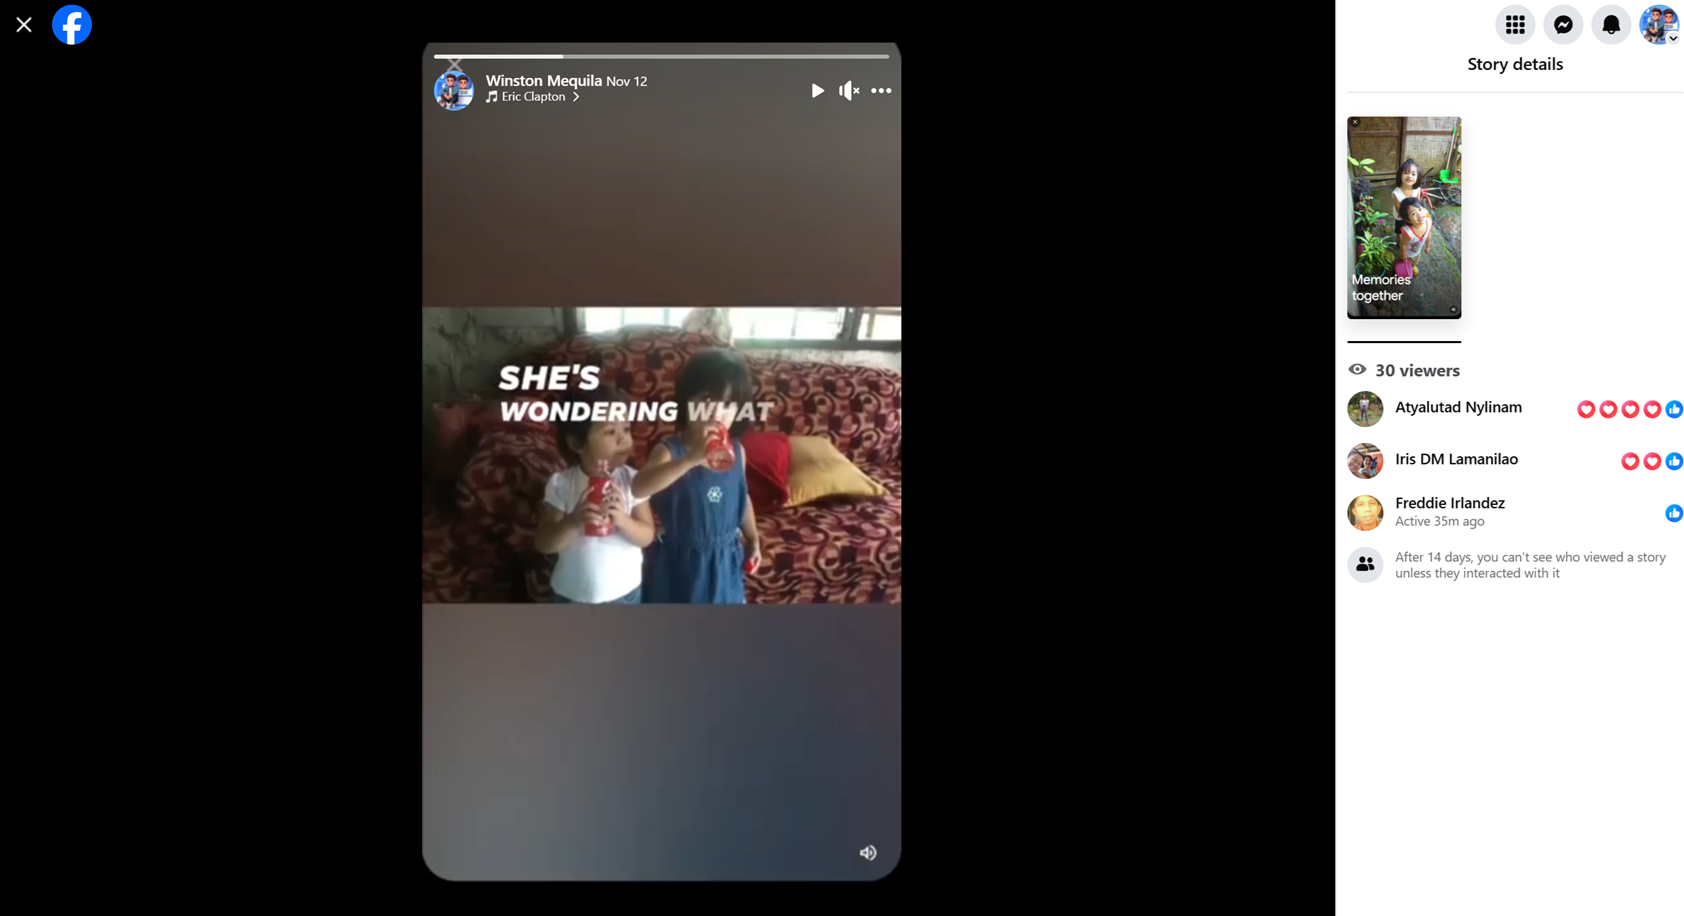 Winston Mequila Nov 12
Eric Clapton
SHE'S
WONDERING WHAT
Story details
Memories
together
30 viewers
Atyalutad Nylinam
Iris DM Lamanilao
Freddie Irlandez
Active 35m ago
After 14 days, you can't see who viewed a story
unless they interacted with it